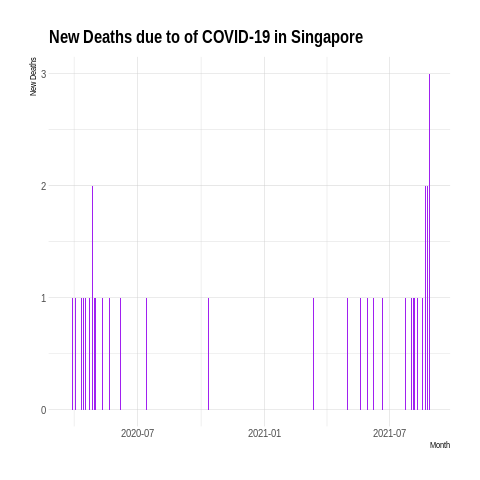 New Deaths due to of COVID-19 in Singapore
New Deaths
3
2
1
0
2020-07
2021-01
2021-07
Month